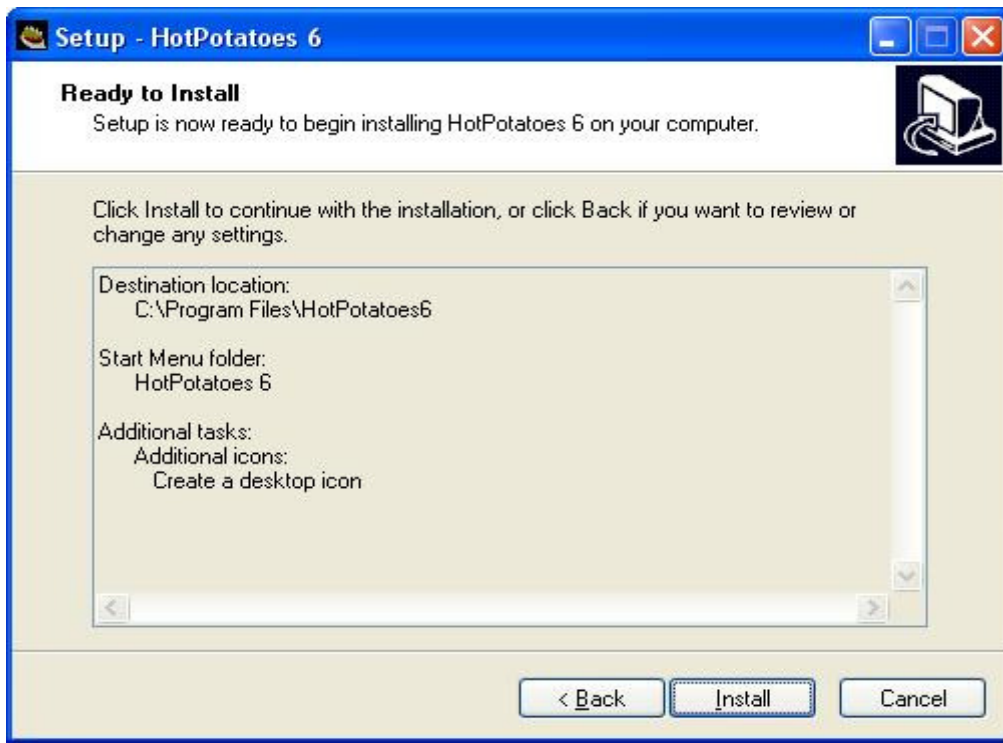 Setup - HotPotatoes 6
Ready to Install
Setup is now ready to begin installing HotPotatoes 6 on your computer.
Click Install to continue with the installation, or click Back if you want to review or
change any settings.
Destination location:
C:\Program Files\HotPotatoes6
Start Menu folder:
HotPotatoes 6
Additional tasks:
Additional icons:
Create a desktop icon
< Back
Install
Cancel